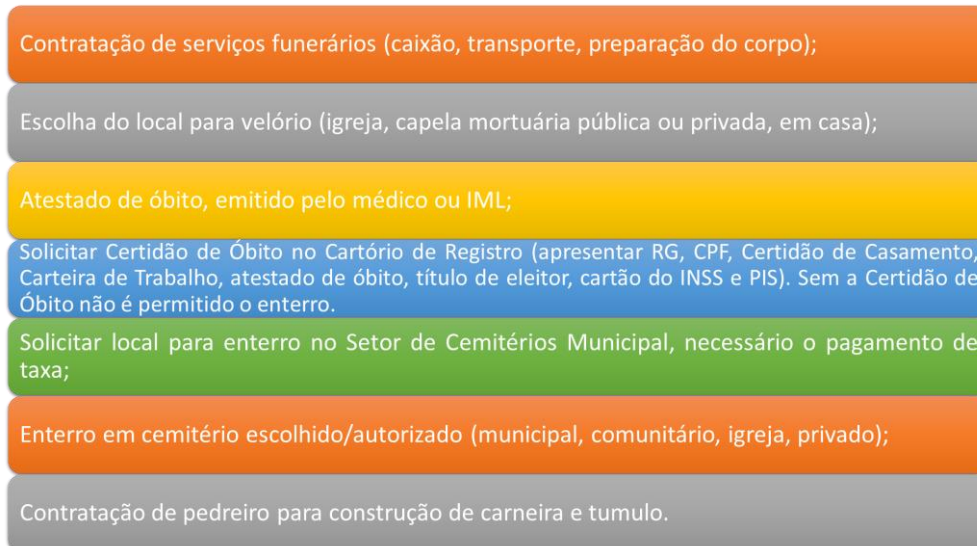 Contratação de serviços funerários (caixão, transporte, preparação do corpo);
Escolha do local para velório (igreja, capela mortuária pública ou privada, em casa);
Atestado de óbito, emitido pelo médico ou IML;
Solicitar Certidão de Óbito no Cartório de Registro (apresentar RG, CPF, Certidão de Casamento,
Carteira de Trabalho, atestado de óbito, título de eleitor, cartão do INSS e PIS). Sem a Certidão de
Óbito não é permitido o enterro.
Solicitar local para enterro no Setor de Cemitérios Municipal, necessário o pagamento de
taxa;
Enterro em cemitério escolhido/autorizado (municipal, comunitário, igreja, privado);
Contratação de pedreiro para construção de carneira e tumulo.